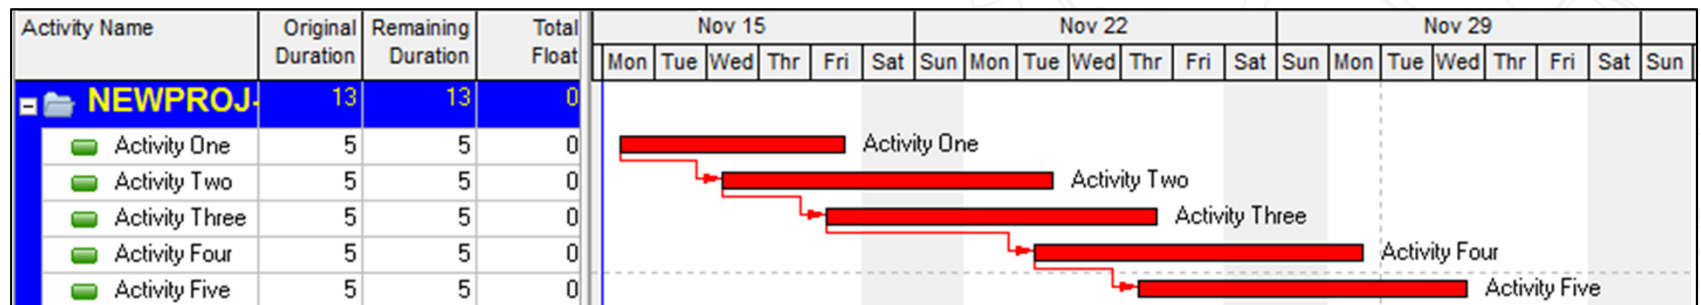 Activity Name Original Duration Remaining Duration Total Float Nov 15 Nov 22 Nov 29
Mon Tue Wed Thr Fri Sat Sun Mon Tue Wed Thr Fri Sat Sun Mon Tue Wed Thr Fri Sat Sun
NEWPROJ- 13 13 0
Activity One 5 5 0 Activity One
Activity Two 5 5 0 Activity Two
Activity Three 5 5 0 Activity Three
Activity Four 5 5 0 Activity Four
Activity Five 5 5 0 Activity Five